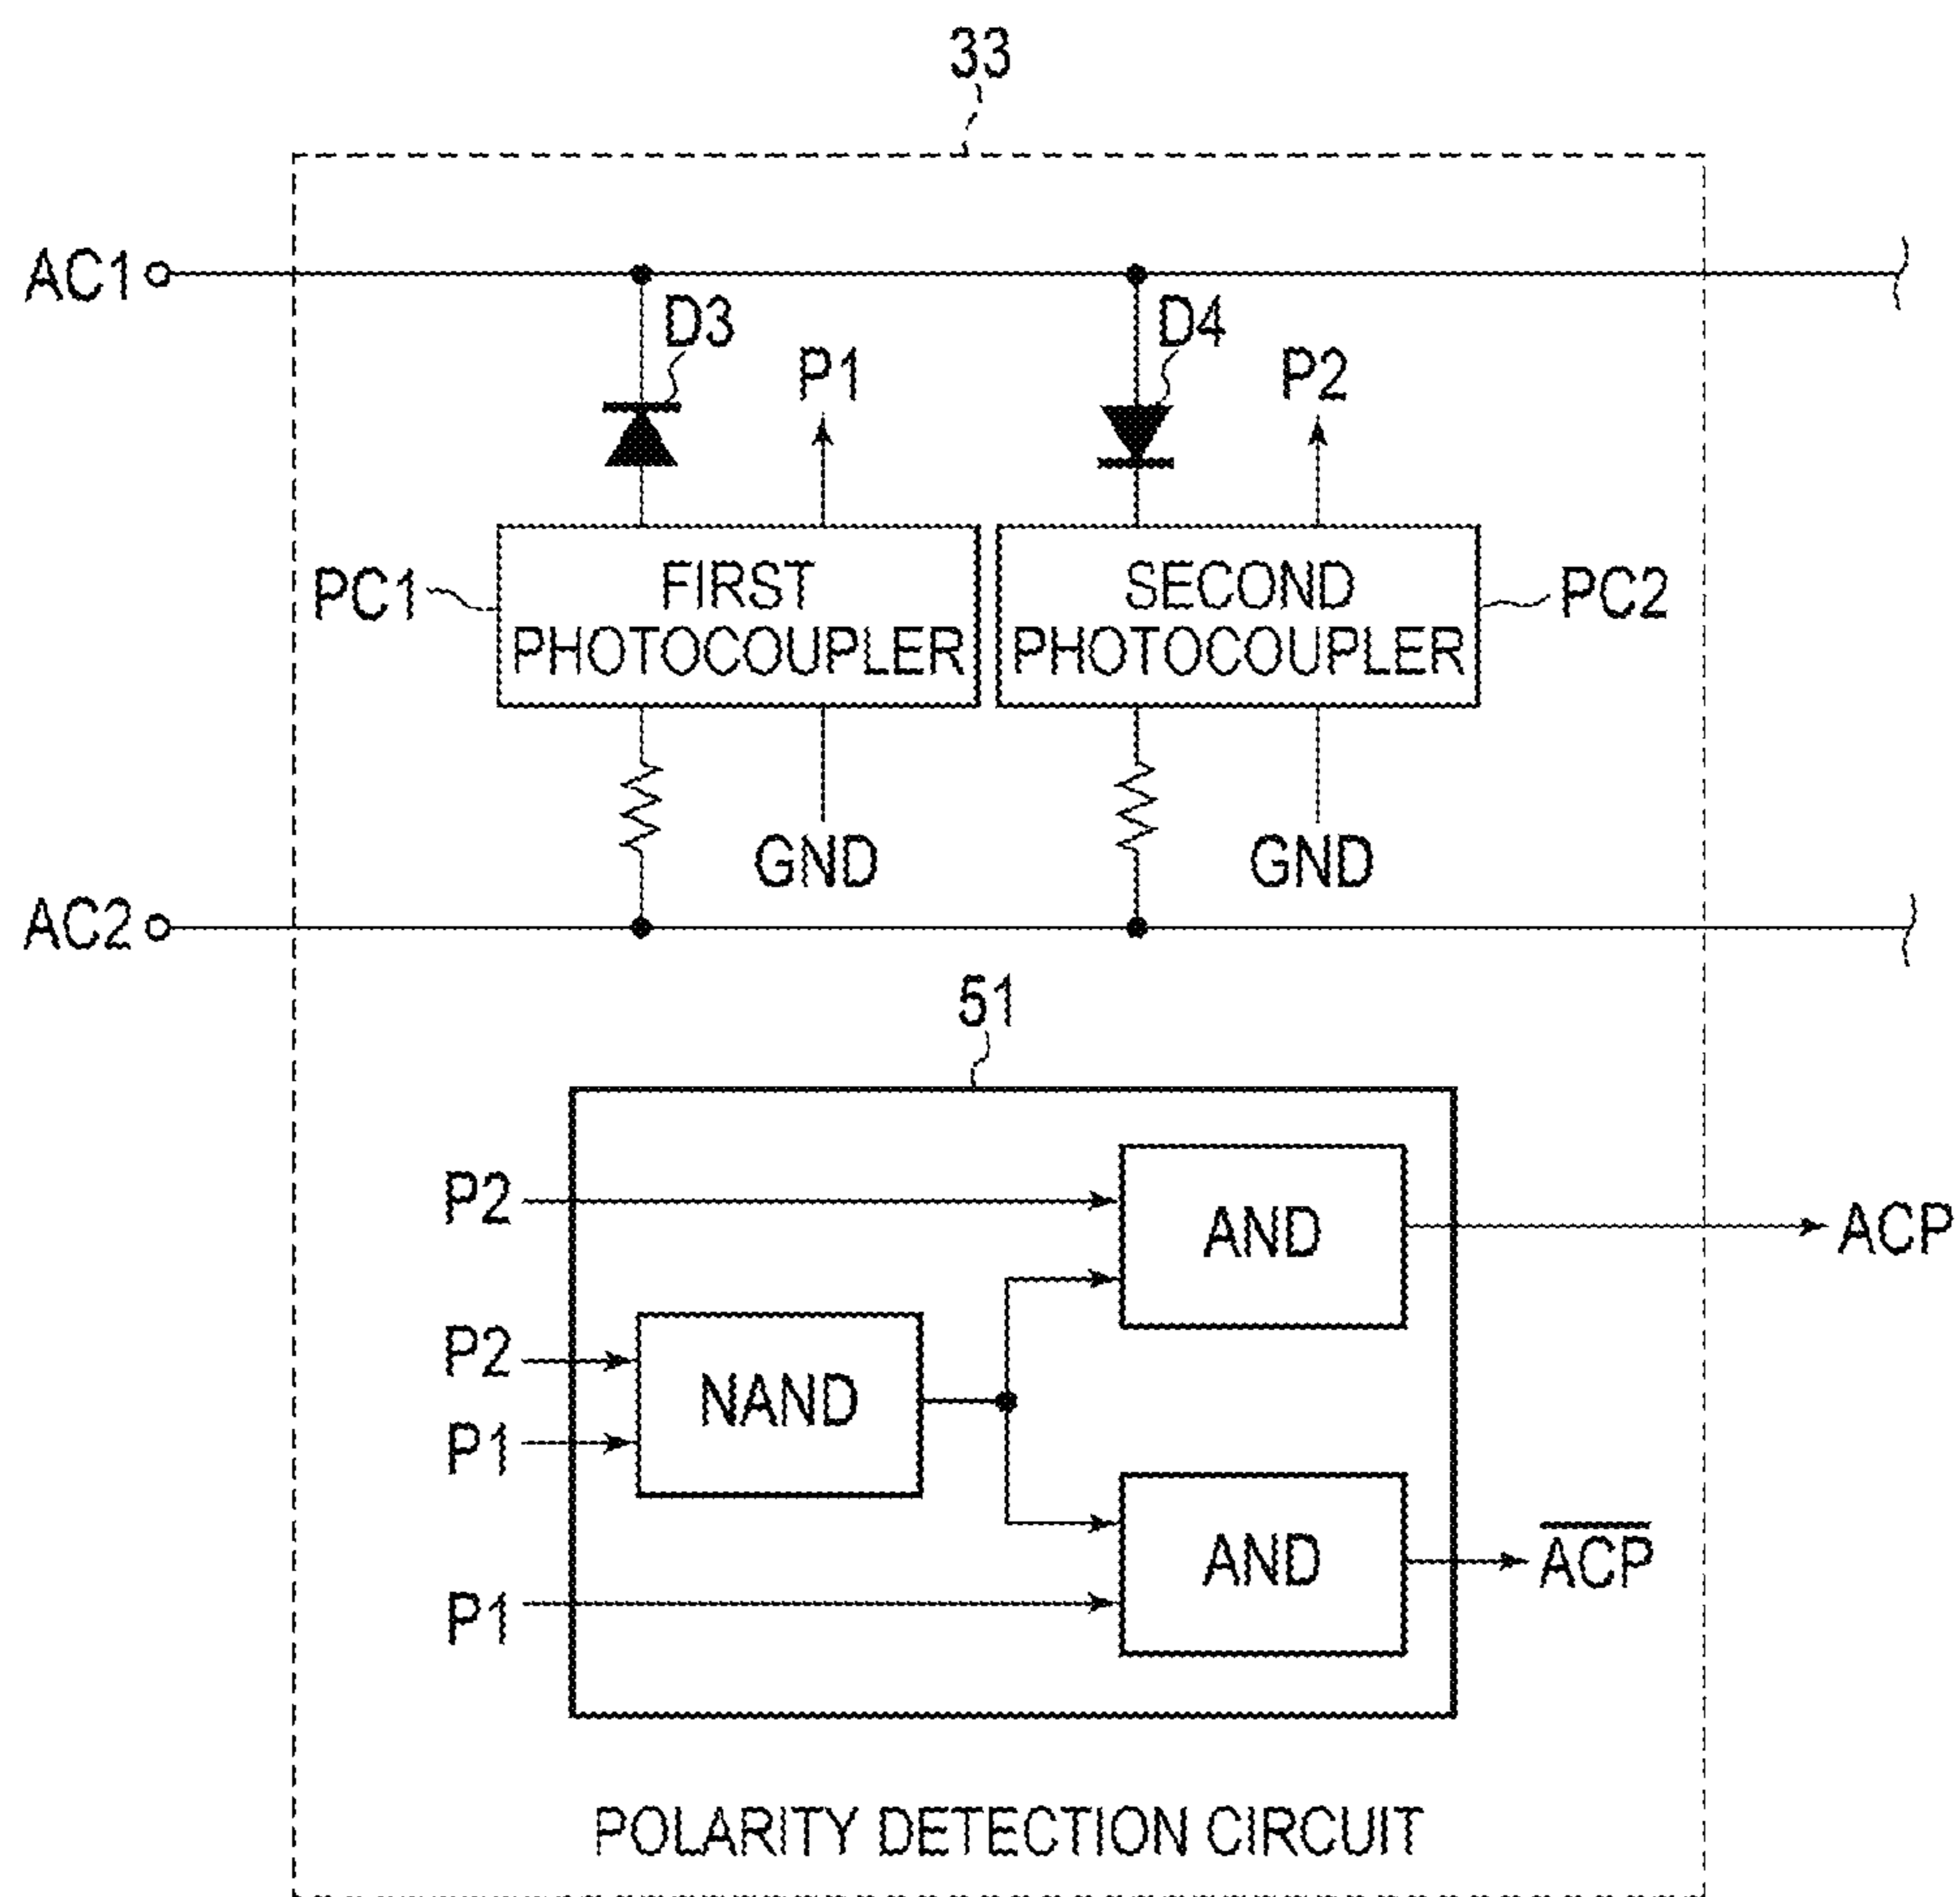 33
AC1
D3
D4
P1
P2
PC1
FIRST
PHOTOCOUPLER
SECOND
PHOTOCOUPLER
PC2
GND
GND
AC2
51
P2
AND
ACP
P2
NAND
P1
AND
A̅C̅P̅
P1
POLARITY DETECTION CIRCUIT